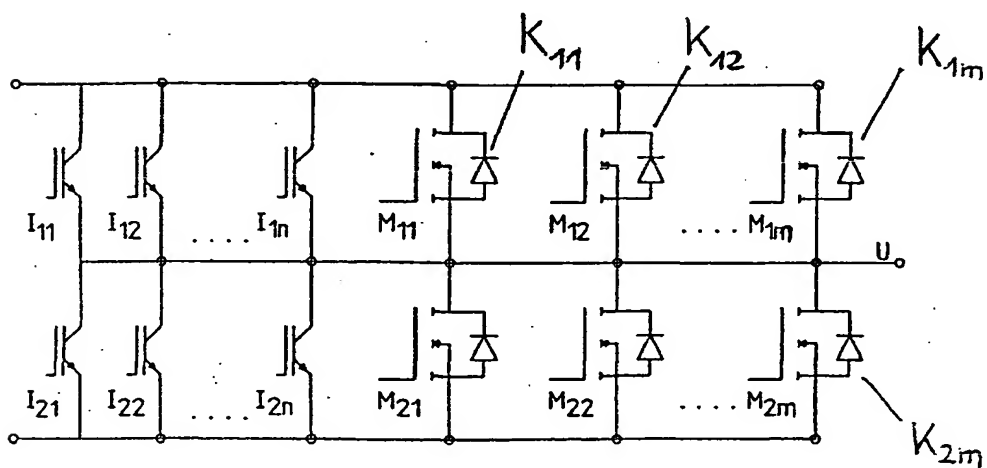 K11 K12 K1m
I11 I12 .... I1n M11 M12 .... M1m
U
I21 I22 .... I2n M21 M22 .... M2m
K2m